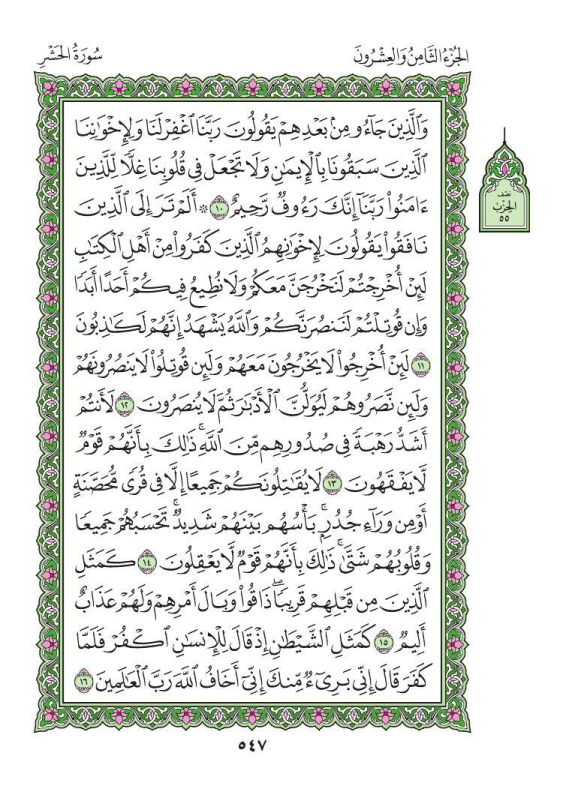 الجُزْءُ الثَّامِنُ وَالعِشْرُونَ
سُورَةُ الحَشْرِ
وَٱلَّذِينَ جَآءُو مِنۢ بَعۡدِهِمۡ يَقُولُونَ رَبَّنَا ٱغۡفِرۡ لَنَا وَلِإِخۡوَٰنِنَا
ٱلَّذِينَ سَبَقُونَا بِٱلۡإِيمَٰنِ وَلَا تَجۡعَلۡ فِي قُلُوبِنَا غِلّٗا لِّلَّذِينَ
ءَامَنُواْ رَبَّنَآ إِنَّكَ رَءُوفٞ رَّحِيمٌ ١٠ ۞ أَلَمۡ تَرَ إِلَى ٱلَّذِينَ
نَافَقُواْ يَقُولُونَ لِإِخۡوَٰنِهِمُ ٱلَّذِينَ كَفَرُواْ مِنۡ أَهۡلِ ٱلۡكِتَٰبِ
لَئِنۡ أُخۡرِجۡتُمۡ لَنَخۡرُجَنَّ مَعَكُمۡ وَلَا نُطِيعُ فِيكُمۡ أَحَدًا أَبَدٗا
وَإِن قُوتِلۡتُمۡ لَنَنصُرَنَّكُمۡ وَٱللَّهُ يَشۡهَدُ إِنَّهُمۡ لَكَٰذِبُونَ
١١ لَئِنۡ أُخۡرِجُواْ لَا يَخۡرُجُونَ مَعَهُمۡ وَلَئِن قُوتِلُواْ لَا يَنصُرُونَهُمۡ
وَلَئِن نَّصَرُوهُمۡ لَيُوَلُّنَّ ٱلۡأَدۡبَٰرَ ثُمَّ لَا يُنصَرُونَ ١٢ لَأَنتُمۡ
أَشَدُّ رَهۡبَةٗ فِي صُدُورِهِم مِّنَ ٱللَّهِۚ ذَٰلِكَ بِأَنَّهُمۡ قَوۡمٞ
لَّا يَفۡقَهُونَ ١٣ لَا يُقَٰتِلُونَكُمۡ جَمِيعًا إِلَّا فِي قُرٗى مُّحَصَّنَةٍ
أَوۡ مِن وَرَآءِ جُدُرِۭۚ بَأۡسُهُم بَيۡنَهُمۡ شَدِيدٞۚ تَحۡسَبُهُمۡ جَمِيعٗا
وَقُلُوبُهُمۡ شَتَّىٰۚ ذَٰلِكَ بِأَنَّهُمۡ قَوۡمٞ لَّا يَعۡقِلُونَ ١٤ كَمَثَلِ
ٱلَّذِينَ مِن قَبۡلِهِمۡ قَرِيبٗاۖ ذَاقُواْ وَبَالَ أَمۡرِهِمۡ وَلَهُمۡ عَذَابٌ
أَلِيمٞ ١٥ كَمَثَلِ ٱلشَّيۡطَٰنِ إِذۡ قَالَ لِلۡإِنسَٰنِ ٱكۡفُرۡ فَلَمَّا
كَفَرَ قَالَ إِنِّي بَرِيٓءٞ مِّنكَ إِنِّيٓ أَخَافُ ٱللَّهَ رَبَّ ٱلۡعَٰلَمِينَ ١٦
نصف
الحِزْب
٥٥
٥٤٧